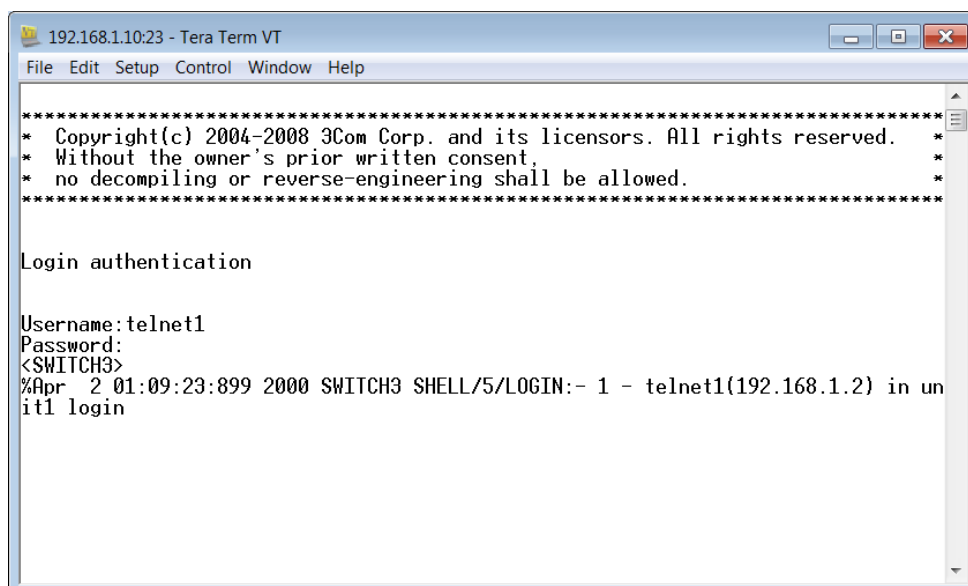 192.168.1.10:23 - Tera Term VT
File Edit Setup Control Window Help
*********************************************************************************
*  Copyright(c) 2004-2008 3Com Corp. and its licensors. All rights reserved.    *
*  Without the owner's prior written consent,                                   *
*  no decompiling or reverse-engineering shall be allowed.                      *
*********************************************************************************
Login authentication
Username:telnet1
Password:
<SWITCH3>
%Apr  2 01:09:23:899 2000 SWITCH3 SHELL/5/LOGIN:- 1 - telnet1(192.168.1.2) in un
it1 login